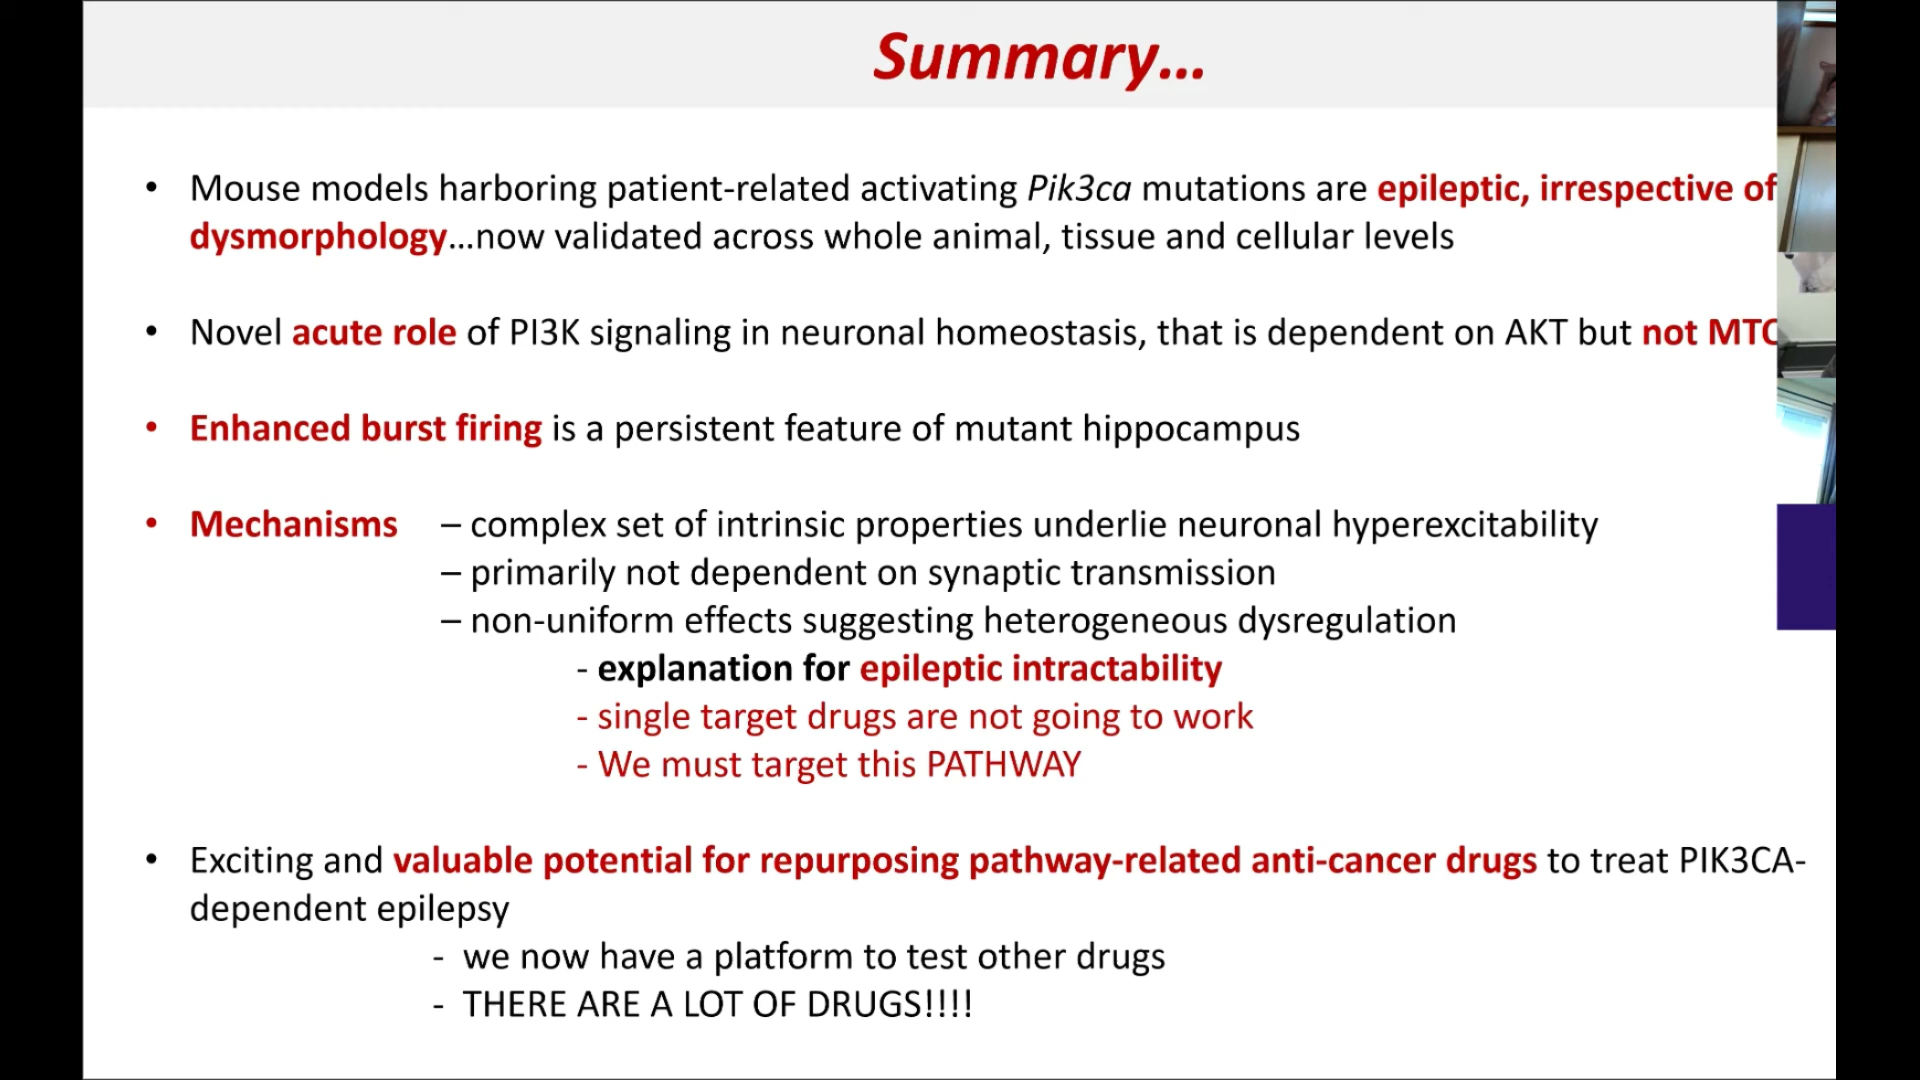 Summary...
• Mouse models harboring patient-related activating Pik3ca mutations are epileptic, irrespective of
dysmorphology...now validated across whole animal, tissue and cellular levels
• Novel acute role of PI3K signaling in neuronal homeostasis, that is dependent on AKT but not
• Enhanced burst firing is a persistent feature of mutant hippocampus
• Mechanisms – complex set of intrinsic properties underlie neuronal hyperexcitability
– primarily not dependent on synaptic transmission
– non-uniform effects suggesting heterogeneous dysregulation
- explanation for epileptic intractability
- single target drugs are not going to work
- We must target this PATHWAY
• Exciting and valuable potential for repurposing pathway-related anti-cancer drugs to treat PIK3CA-
dependent epilepsy
- we now have a platform to test other drugs
- THERE ARE A LOT OF DRUGS!!!!